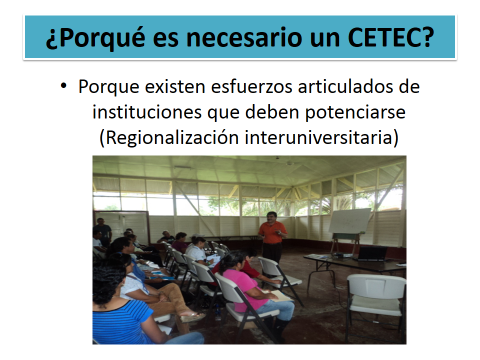 ¿Porqué es necesario un CETEC?
• Porque existen esfuerzos articulados de
instituciones que deben potenciarse
(Regionalización interuniversitaria)